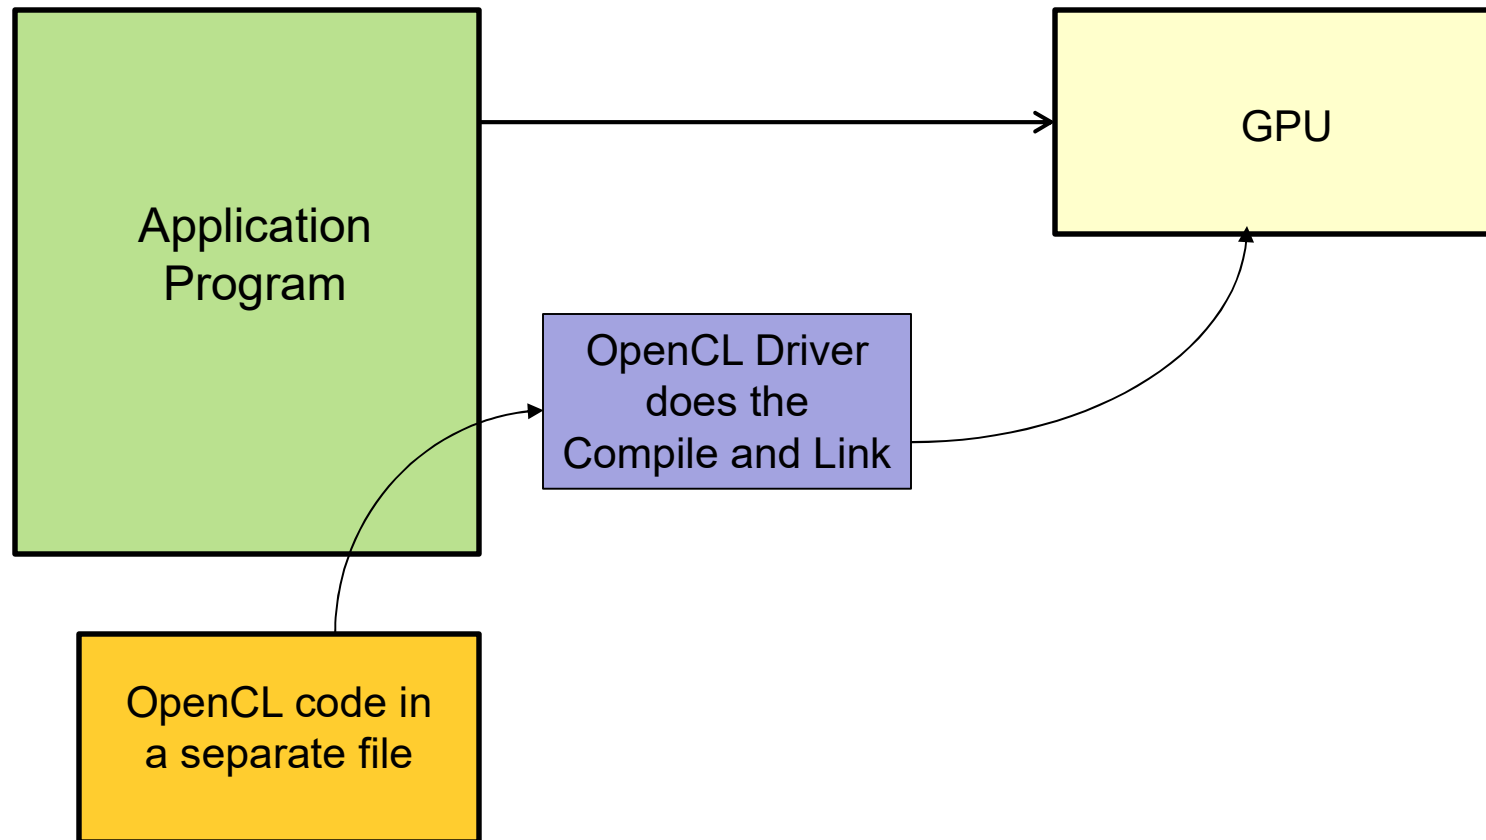 Application
Program
GPU
OpenCL Driver
does the
Compile and Link
OpenCL code in
a separate file